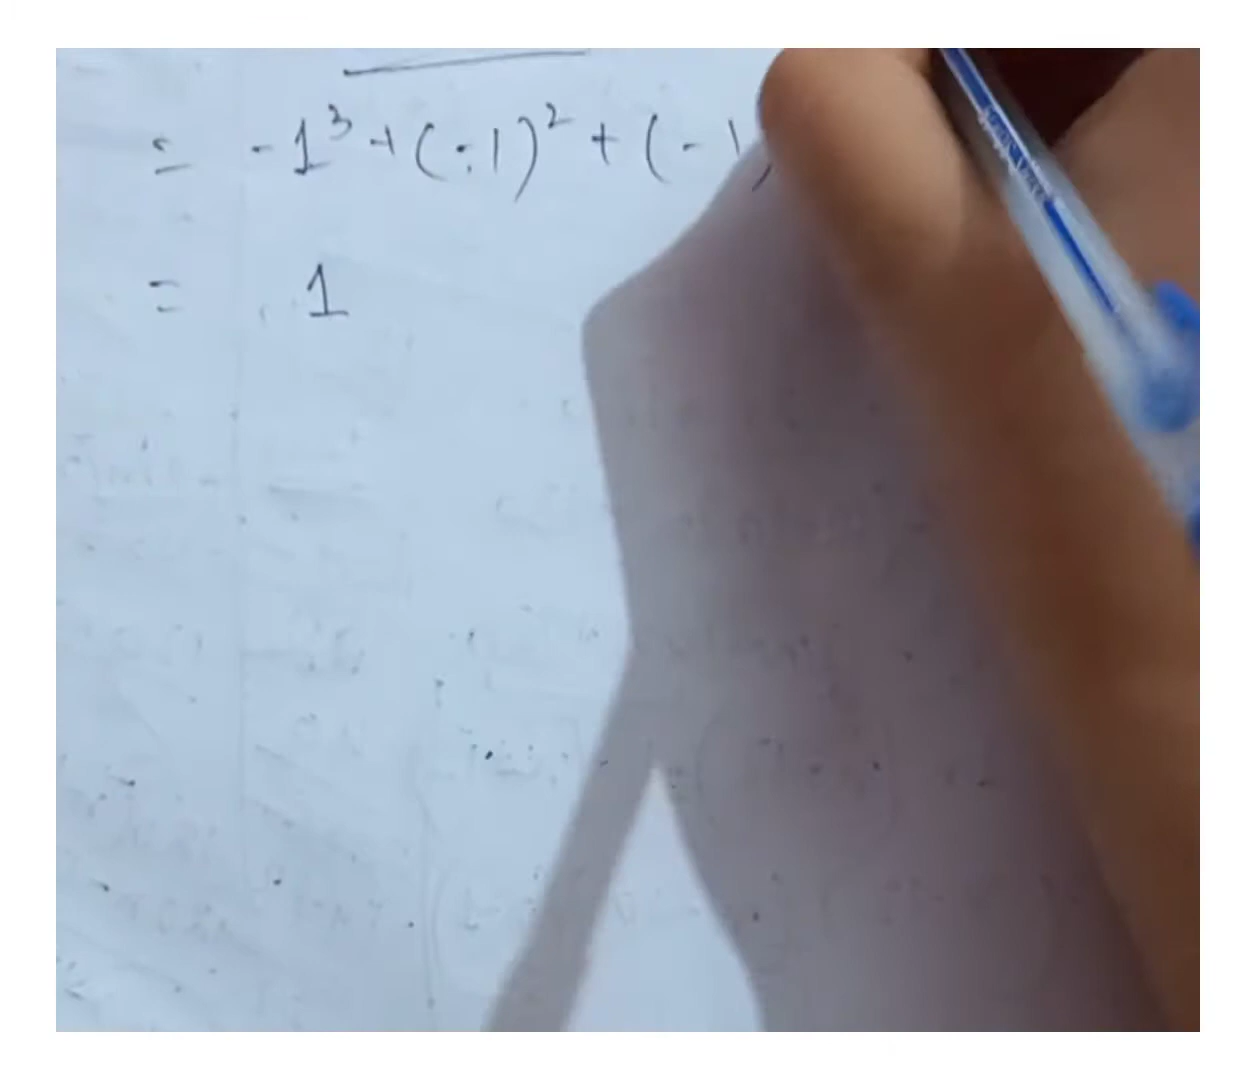 = -1³ + (-1)² + (-1)
= 1